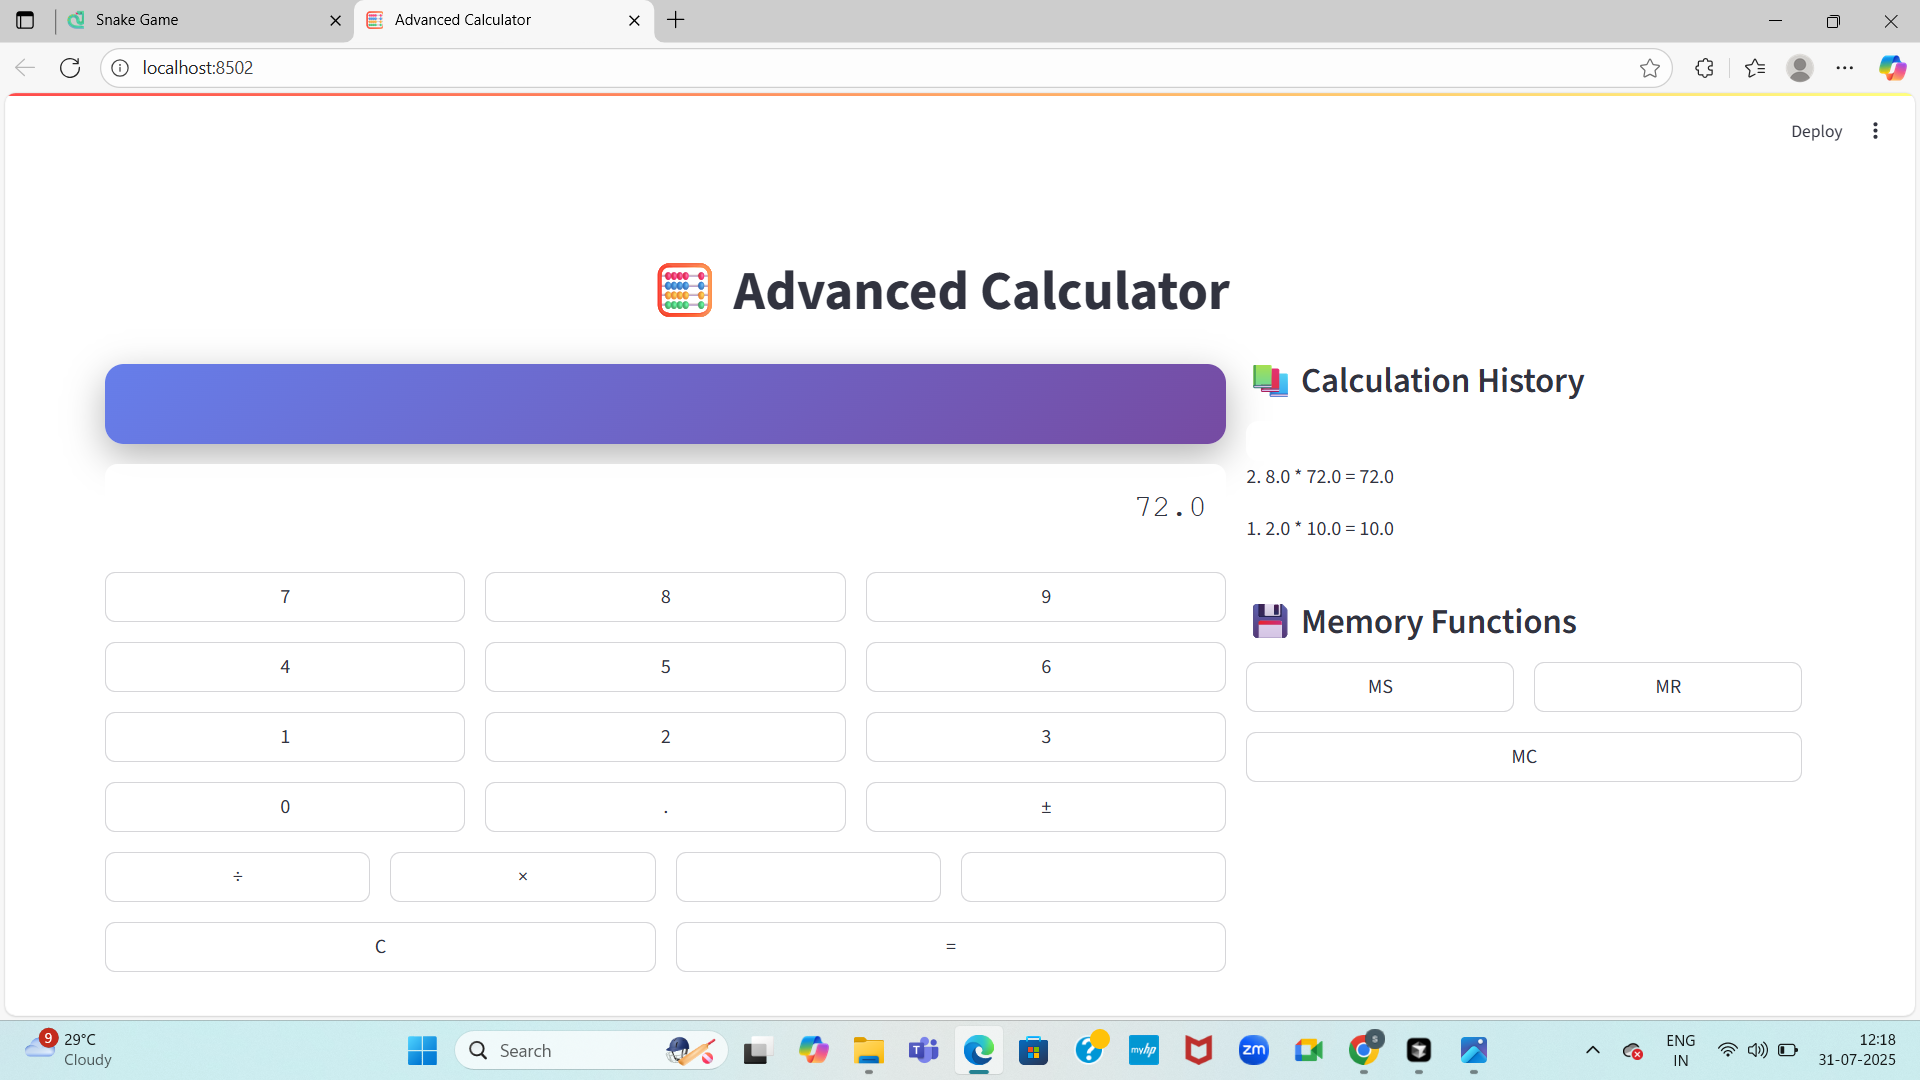 Snake Game
Advanced Calculator
localhost:8502
Deploy
Advanced Calculator
Calculation History
2. 8.0 * 72.0 = 72.0
1. 2.0 * 10.0 = 10.0
72.0
7 8 9
4 5 6
1 2 3
0 . ±
÷ ×
C =
Memory Functions
MS MR
MC
9
29°C
Cloudy
Search
T
?
myhp
zm
S
ENG
IN
12:18
31-07-2025